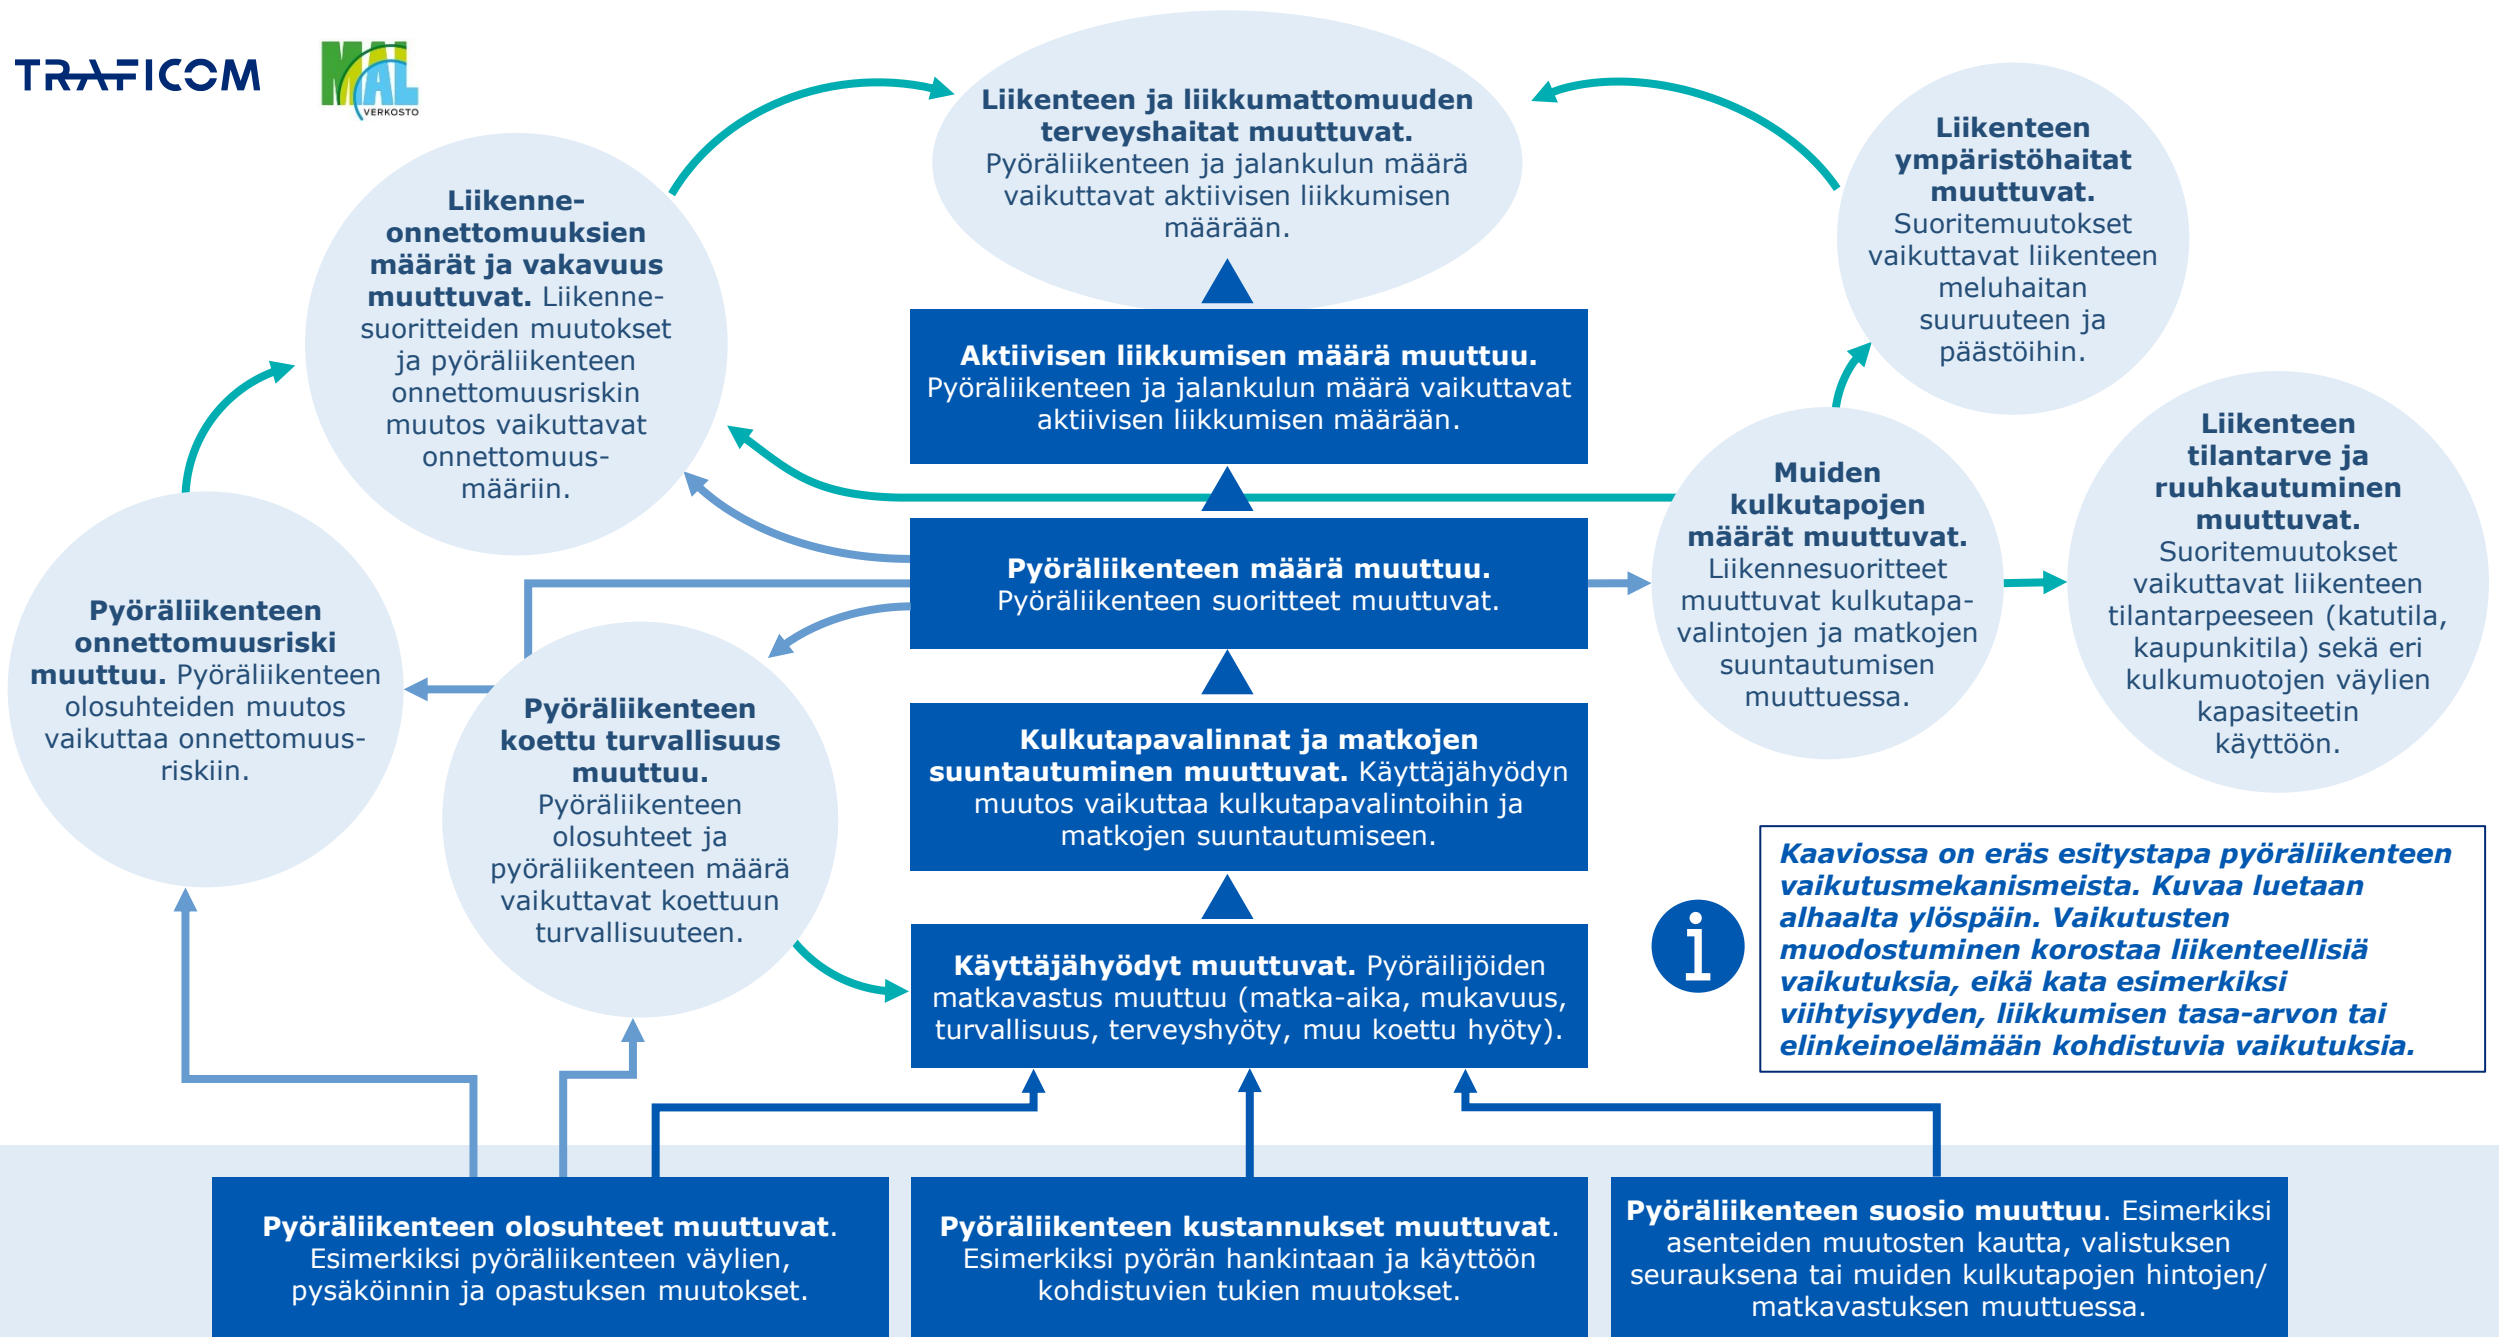 TRAFICOM
MAL
VERKOSTO
Liikenteen ja liikkumattomuuden
terveyshaitat muuttuvat.
Pyöräliikenteen ja jalankulun määrä
vaikuttavat aktiivisen liikkumisen
määrään.
Liikenteen
ympäristöhaitat
muuttuvat.
Suoritemuutokset
vaikuttavat liikenteen
meluhaitan
suuruuteen ja
päästöihin.
Liikenne-
onnettomuuksien
määrät ja vakavuus
muuttuvat. Liikenne-
suoritteiden muutokset
ja pyöräliikenteen
onnettomuusriskin
muutos vaikuttavat
onnettomuus-
määriin.
Aktiivisen liikkumisen määrä muuttuu.
Pyöräliikenteen ja jalankulun määrä vaikuttavat
aktiivisen liikkumisen määrään.
Liikenteen
tilantarve ja
ruuhkautuminen
muuttuvat.
Suoritemuutokset
vaikuttavat liikenteen
tilantarpeeseen (katutila,
kaupunkitila) sekä eri
kulkumuotojen väylien
kapasiteetin
käyttöön.
Muiden
kulkutapojen
määrät muuttuvat.
Liikennesuoritteet
muuttuvat kulkutapa-
valintojen ja matkojen
suuntautumisen
muuttuessa.
Pyöräliikenteen määrä muuttuu.
Pyöräliikenteen suoritteet muuttuvat.
Pyöräliikenteen
onnettomuusriski
muuttuu. Pyöräliikenteen
olosuhteiden muutos
vaikuttaa onnettomuus-
riskiin.
Pyöräliikenteen
koettu turvallisuus
muuttuu.
Pyöräliikenteen
olosuhteet ja
pyöräliikenteen määrä
vaikuttavat koettuun
turvallisuuteen.
Kulkutapavalinnat ja matkojen
suuntautuminen muuttuvat. Käyttäjähyödyn
muutos vaikuttaa kulkutapavalintoihin ja
matkojen suuntautumiseen.
Kaaviossa on eräs esitystapa pyöräliikenteen
vaikutusmekanismeista. Kuvaa luetaan
alhaalta ylöspäin. Vaikutusten
muodostuminen korostaa liikenteellisiä
vaikutuksia, eikä kata esimerkiksi
viihtyisyyden, liikkumisen tasa-arvon tai
elinkeinoelämään kohdistuvia vaikutuksia.
i
Käyttäjähyödyt muuttuvat. Pyöräilijöiden
matkavastus muuttuu (matka-aika, mukavuus,
turvallisuus, terveyshyöty, muu koettu hyöty).
Pyöräliikenteen olosuhteet muuttuvat.
Esimerkiksi pyöräliikenteen väylien,
pysäköinnin ja opastuksen muutokset.
Pyöräliikenteen kustannukset muuttuvat.
Esimerkiksi pyörän hankintaan ja käyttöön
kohdistuvien tukien muutokset.
Pyöräliikenteen suosio muuttuu. Esimerkiksi
asenteiden muutosten kautta, valistuksen
seurauksena tai muiden kulkutapojen hintojen/
matkavastuksen muuttuessa.